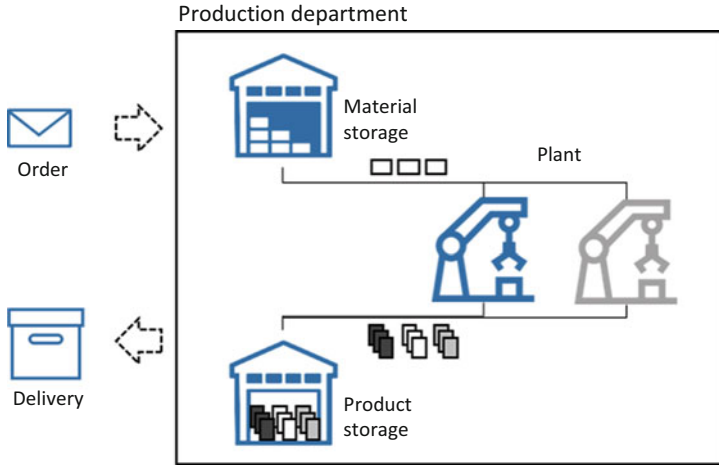 Production department
Material
storage
Plant
Order
Delivery
Product
storage